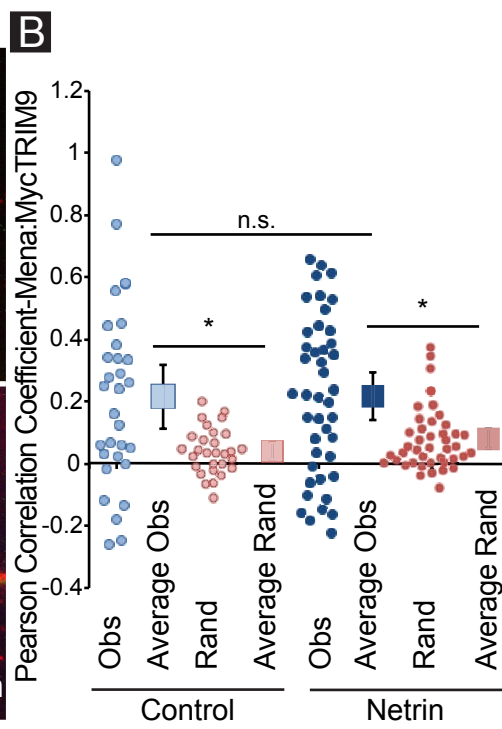 B
Pearson Correlation Coefficient-Mena:MycTRIM9
1.2
1
0.8
0.6
0.4
0.2
0
-0.2
-0.4
n.s.
*
*
Obs
Average Obs
Rand
Average Rand
Obs
Average Obs
Rand
Average Rand
Control
Netrin